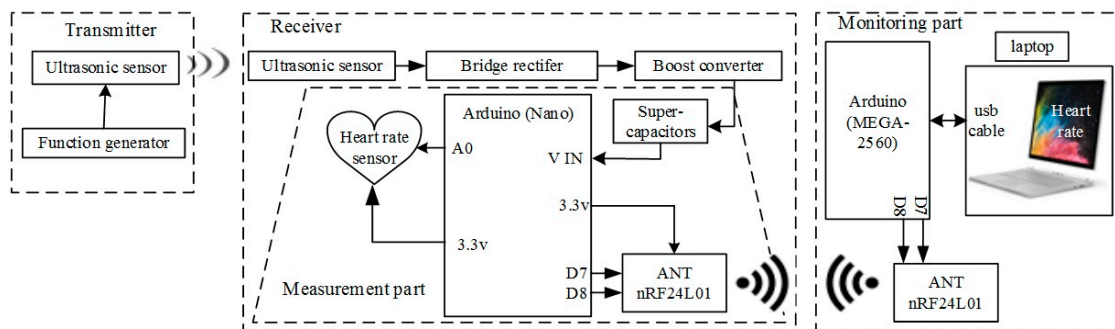 Transmitter
Ultrasonic sensor
Function generator
Receiver
Ultrasonic sensor
Bridge rectifer
Boost converter
Arduino (Nano)
Super-
capacitors
Heart rate
sensor
A0
V IN
3.3v
3.3v
D7
D8
ANT
nRF24L01
Measurement part
Monitoring part
laptop
Arduino
(MEGA-
2560)
usb
cable
Heart
rate
D8
D7
ANT
nRF24L01